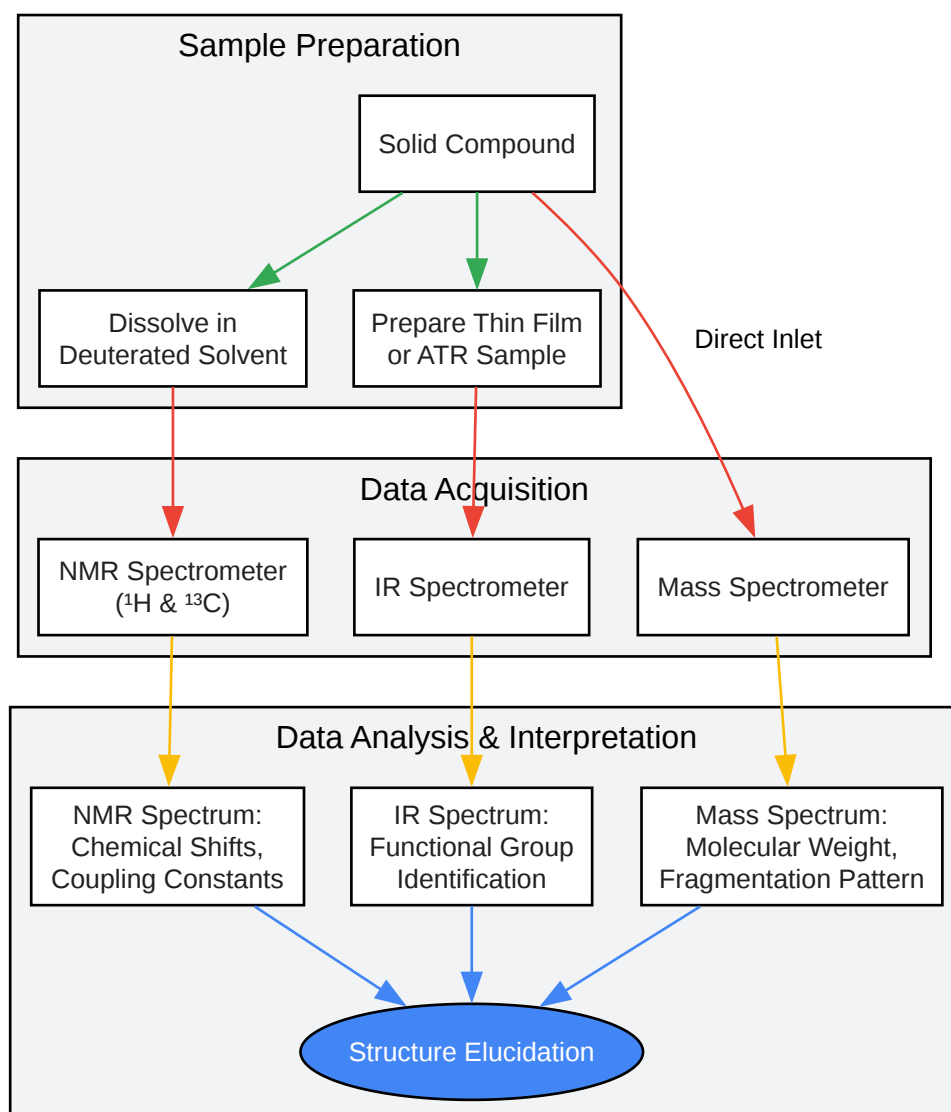 Sample Preparation
Solid Compound
Dissolve in
Deuterated Solvent
Prepare Thin Film
or ATR Sample
Direct Inlet
Data Acquisition
NMR Spectrometer
(¹H & ¹³C)
IR Spectrometer
Mass Spectrometer
Data Analysis & Interpretation
NMR Spectrum:
Chemical Shifts,
Coupling Constants
IR Spectrum:
Functional Group
Identification
Mass Spectrum:
Molecular Weight,
Fragmentation Pattern
Structure Elucidation